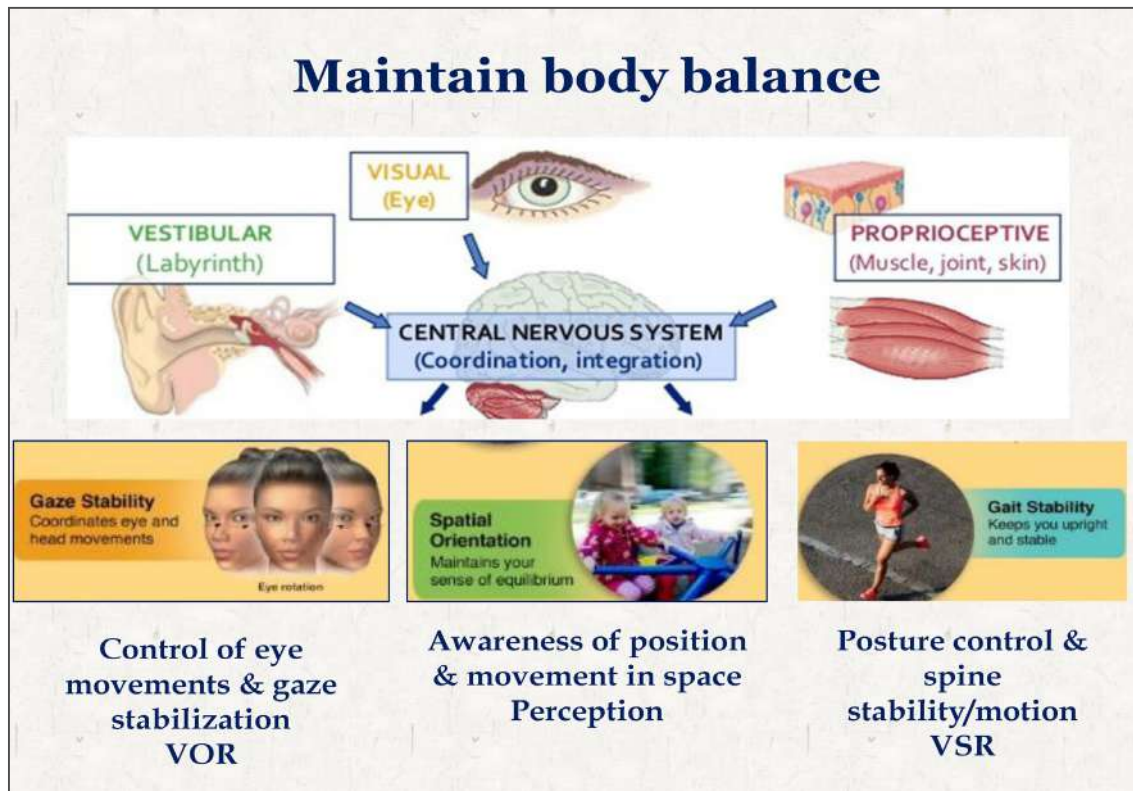 Maintain body balance
VISUAL
(Eye)
VESTIBULAR
(Labyrinth)
PROPRIOCEPTIVE
(Muscle, joint, skin)
CENTRAL NERVOUS SYSTEM
(Coordination, integration)
Gaze Stability
Coordinates eye and
head movements
Eye rotation
Spatial
Orientation
Maintains your
sense of equilibrium
Gait Stability
Keeps you upright
and stable
Control of eye
movements & gaze
stabilization
VOR
Awareness of position
& movement in space
Perception
Posture control &
spine
stability/motion
VSR